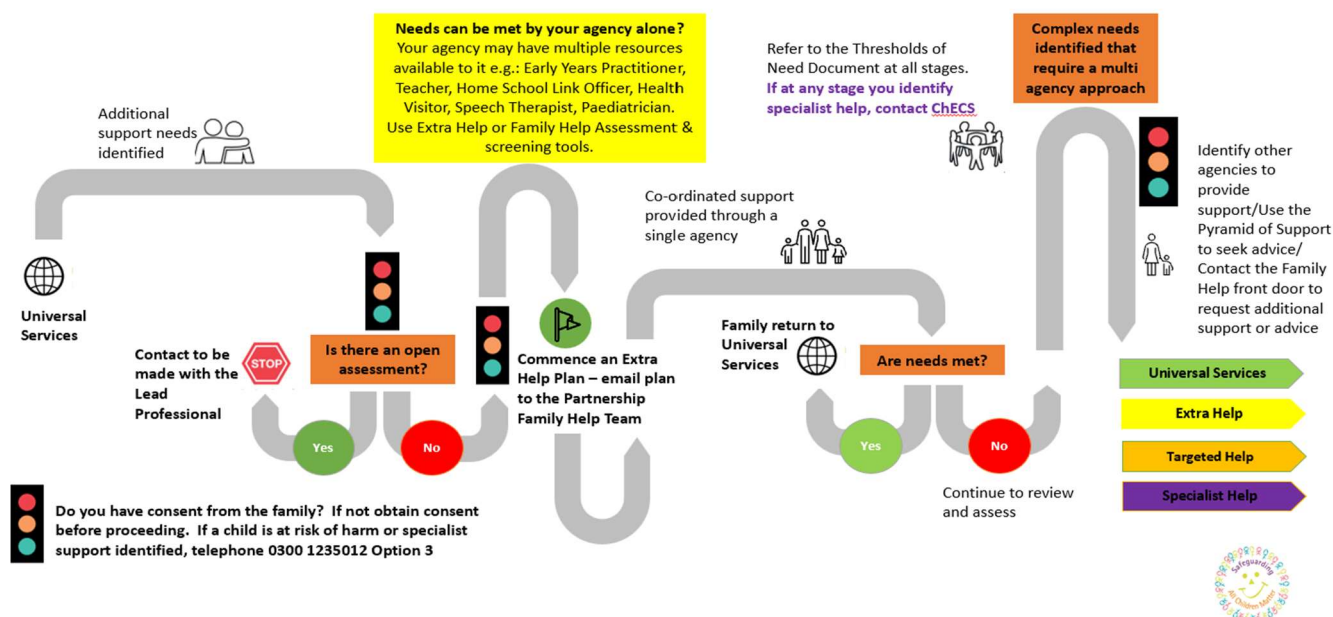 Additional
support needs
identified
Universal
Services
Needs can be met by your agency alone?
Your agency may have multiple resources
available to it e.g.: Early Years Practitioner,
Teacher, Home School Link Officer, Health
Visitor, Speech Therapist, Paediatrician.
Use Extra Help or Family Help Assessment &
screening tools.
Contact to be
made with the
Lead
Professional
STOP
Is there an open
assessment?
Yes
No
Commence an Extra
Help Plan – email plan
to the Partnership
Family Help Team
Co-ordinated support
provided through a
single agency
Family return to
Universal
Services
Are needs met?
Yes
No
Continue to review
and assess
Refer to the Thresholds of
Need Document at all stages.
If at any stage you identify
specialist help, contact ChECS
Complex needs
identified that
require a multi
agency approach
Identify other
agencies to
provide
support/Use the
Pyramid of Support
to seek advice/
Contact the Family
Help front door to
request additional
support or advice
Universal Services
Extra Help
Targeted Help
Specialist Help
Do you have consent from the family? If not obtain consent
before proceeding. If a child is at risk of harm or specialist
support identified, telephone 0300 1235012 Option 3
Safeguarding
All Children Matter